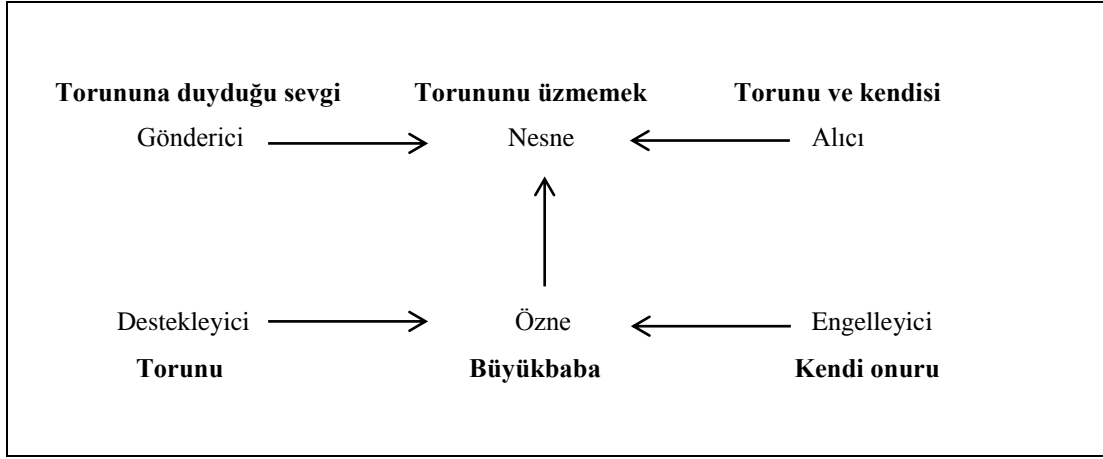 Torununa duyduğu sevgi Torununu üzmemek Torunu ve kendisi
Gönderici Nesne Alıcı
Destekleyici Özne Engelleyici
Torunu Büyükbaba Kendi onuru